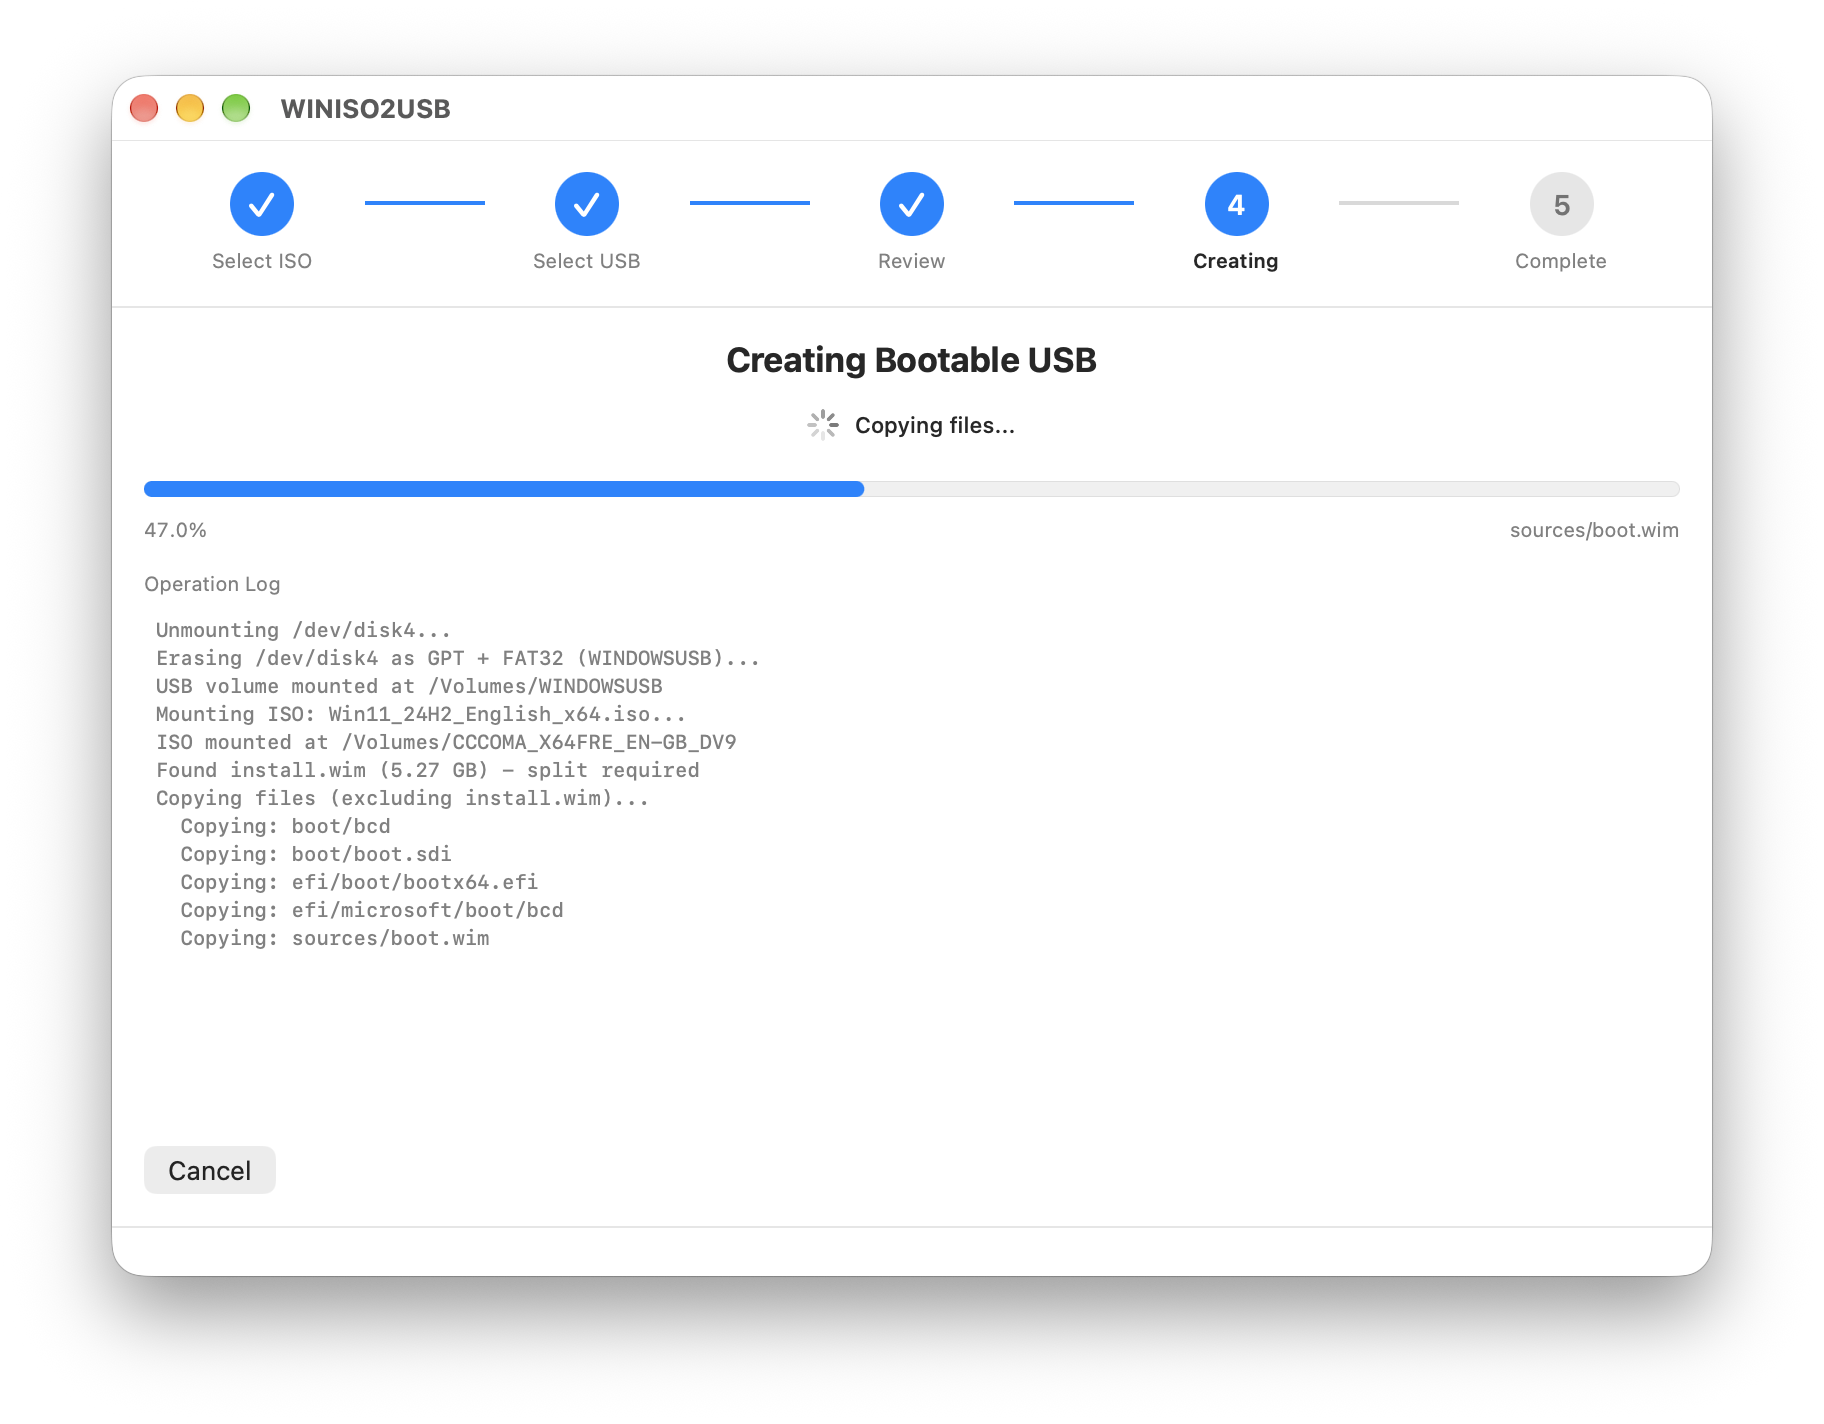 WINISO2USB
4
5
Select ISO
Select USB
Review
Creating
Complete
Creating Bootable USB
Copying files...
47.0%
sources/boot.wim
Operation Log
Unmounting /dev/disk4...
Erasing /dev/disk4 as GPT + FAT32 (WINDOWSUSB)...
USB volume mounted at /Volumes/WINDOWSUSB
Mounting ISO: Win11_24H2_English_x64.iso...
ISO mounted at /Volumes/CCCOMA_X64FRE_EN-GB_DV9
Found install.wim (5.27 GB) – split required
Copying files (excluding install.wim)...
Copying: boot/bcd
Copying: boot/boot.sdi
Copying: efi/boot/bootx64.efi
Copying: efi/microsoft/boot/bcd
Copying: sources/boot.wim
Cancel